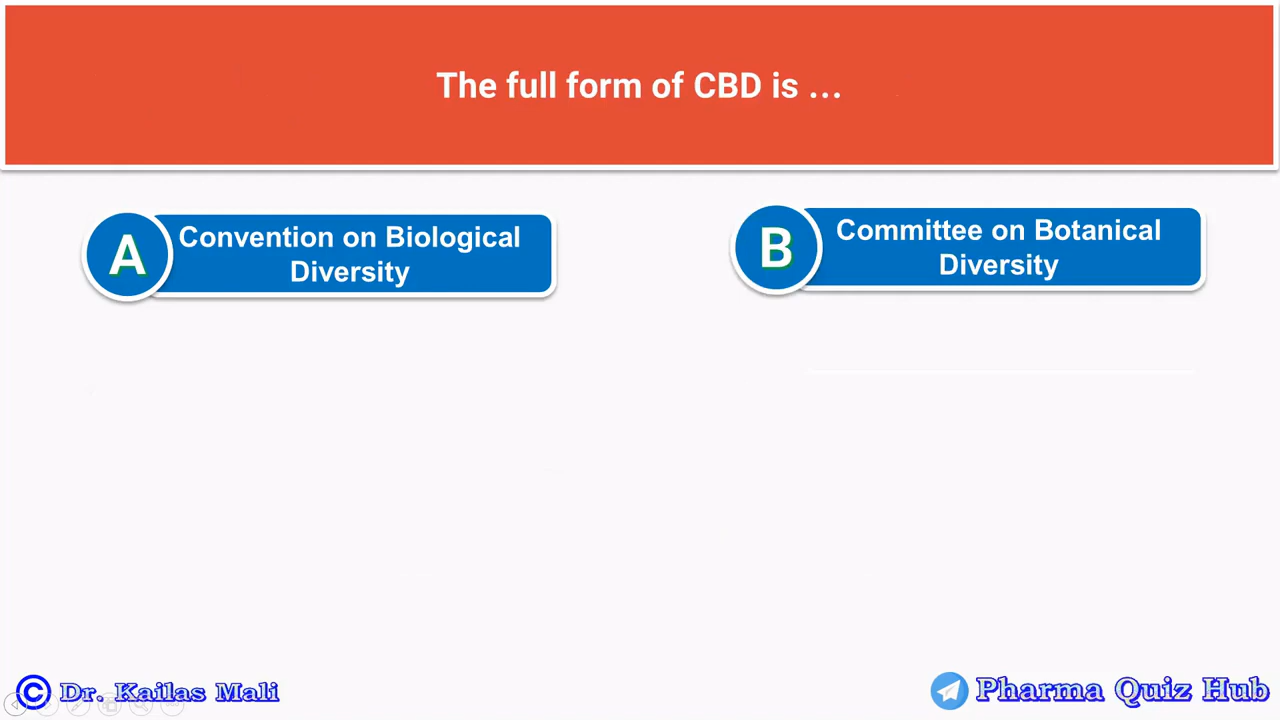 The full form of CBD is ...
A
Convention on Biological
Diversity
B
Committee on Botanical
Diversity
© Dr. Kailas Mali
Pharma Quiz Hub